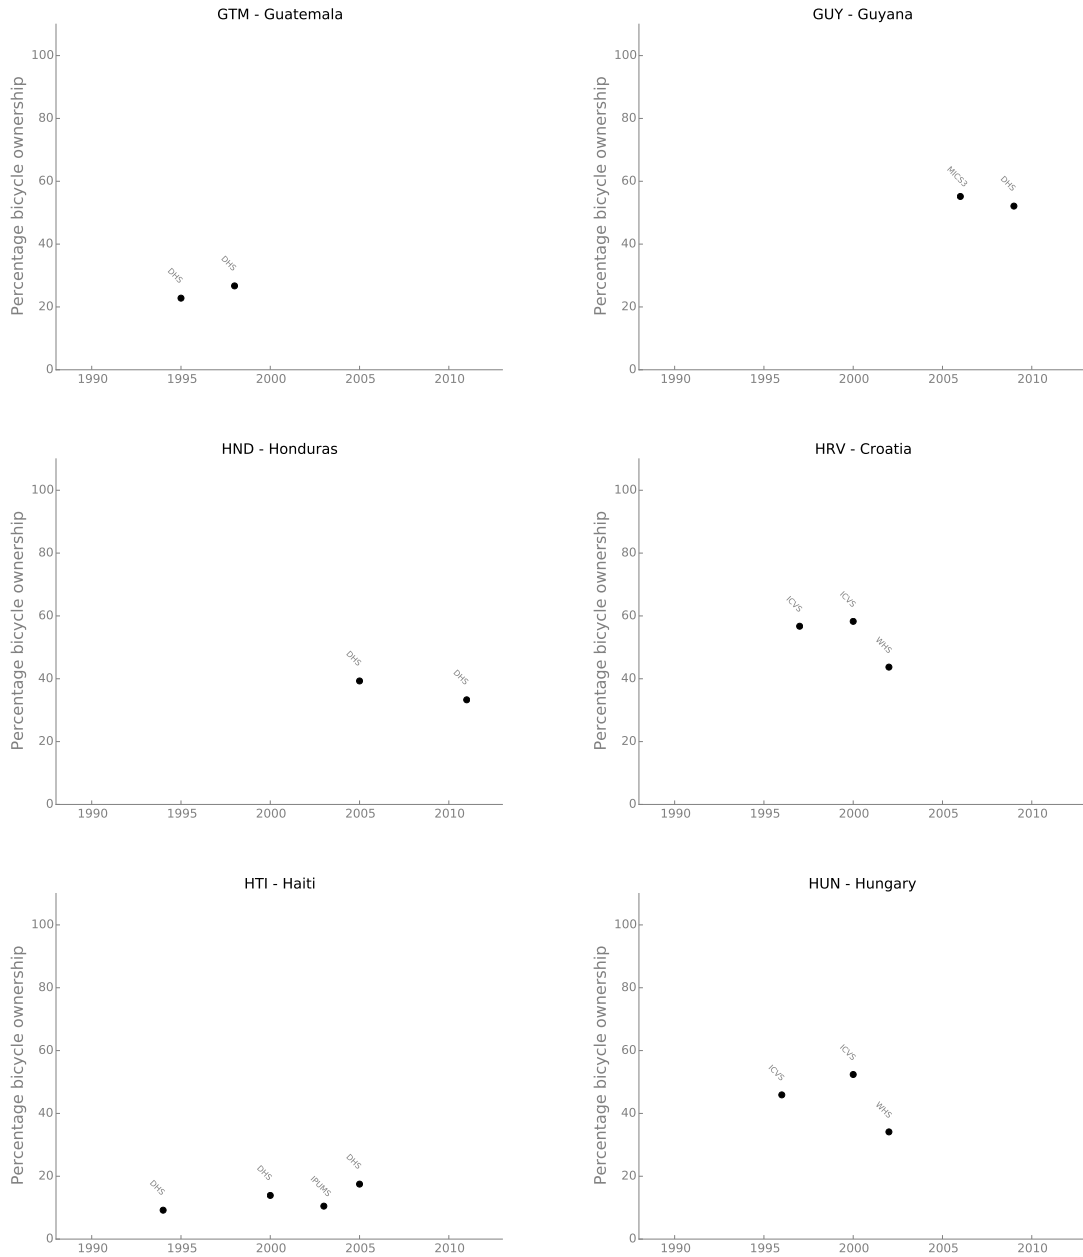 GTM - Guatemala
Percentage bicycle ownership
100
80
60
40
20
0
DHS
DHS
1990 1995 2000 2005 2010
GUY - Guyana
Percentage bicycle ownership
100
80
60
40
20
0
MICS3
DHS
1990 1995 2000 2005 2010
HND - Honduras
Percentage bicycle ownership
100
80
60
40
20
0
DHS
DHS
1990 1995 2000 2005 2010
HRV - Croatia
Percentage bicycle ownership
100
80
60
40
20
0
ICVS
ICVS
WHS
1990 1995 2000 2005 2010
HTI - Haiti
Percentage bicycle ownership
100
80
60
40
20
0
DHS
DHS
IPUMS
DHS
1990 1995 2000 2005 2010
HUN - Hungary
Percentage bicycle ownership
100
80
60
40
20
0
ICVS
ICVS
WHS
1990 1995 2000 2005 2010